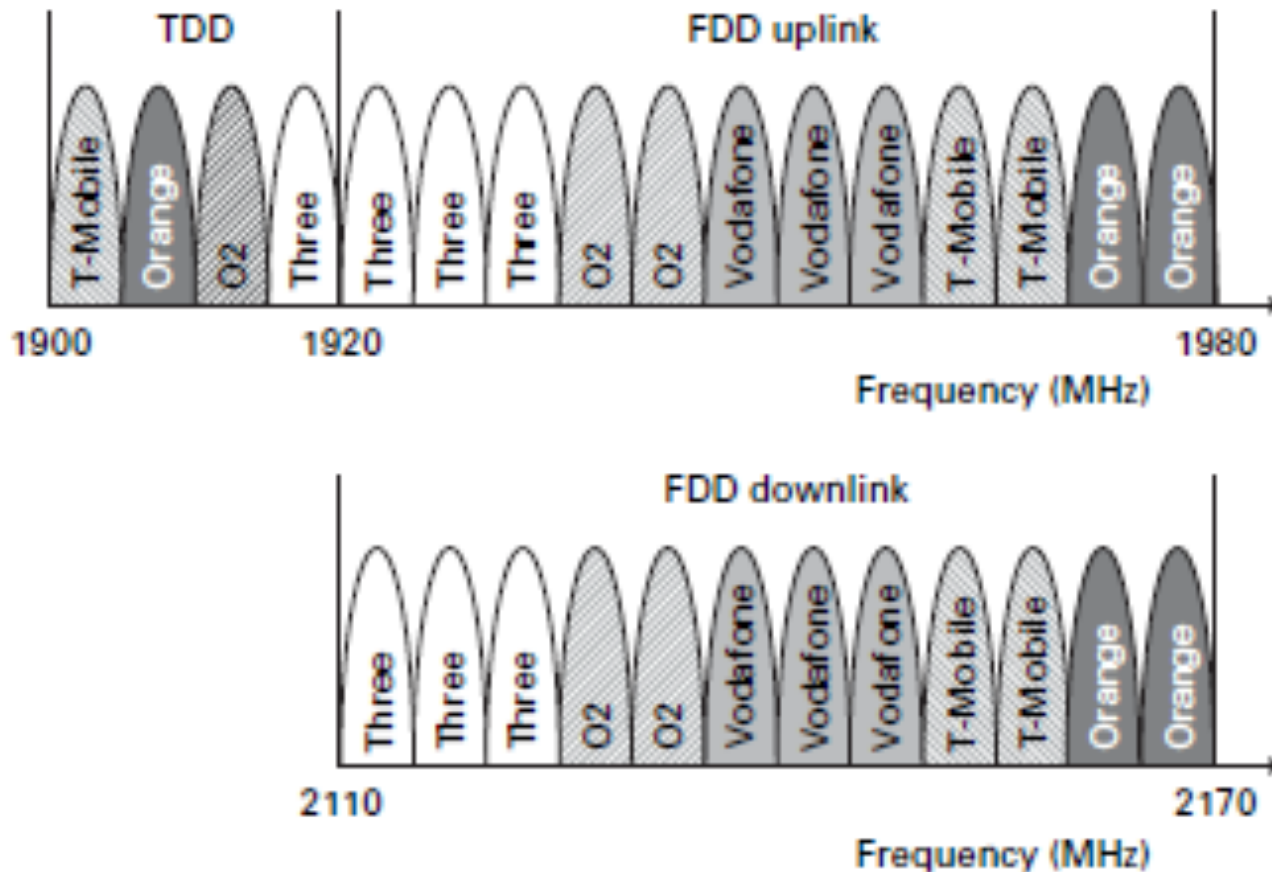 TDD FDD uplink
T-Mobile Orange O2 Three Three Three Three O2 O2 Vodafone Vodafone Vodafone T-Mobile T-Mobile Orange Orange
1900 1920 1980
Frequency (MHz)
FDD downlink
Three Three Three O2 O2 Vodafone Vodafone Vodafone T-Mobile T-Mobile Orange Orange
2110 2170
Frequency (MHz)